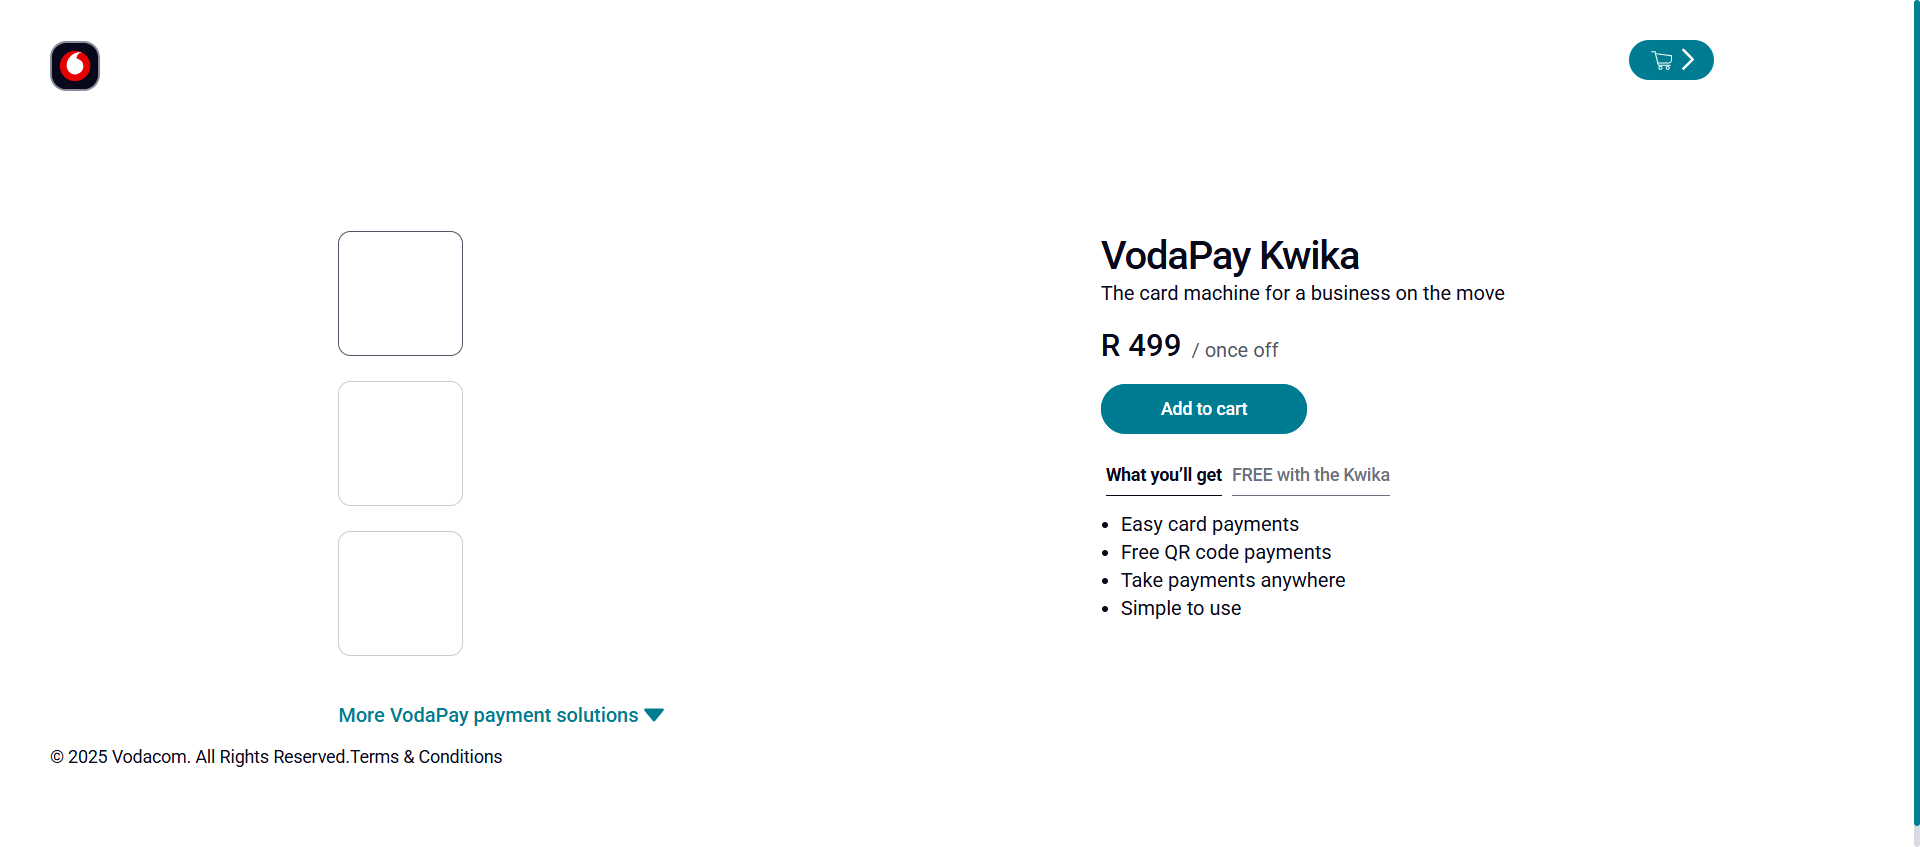 VodaPay Kwika
The card machine for a business on the move
R 499 / once off
Add to cart
What you’ll get FREE with the Kwika
• Easy card payments
• Free QR code payments
• Take payments anywhere
• Simple to use
More VodaPay payment solutions
© 2025 Vodacom. All Rights Reserved.Terms & Conditions